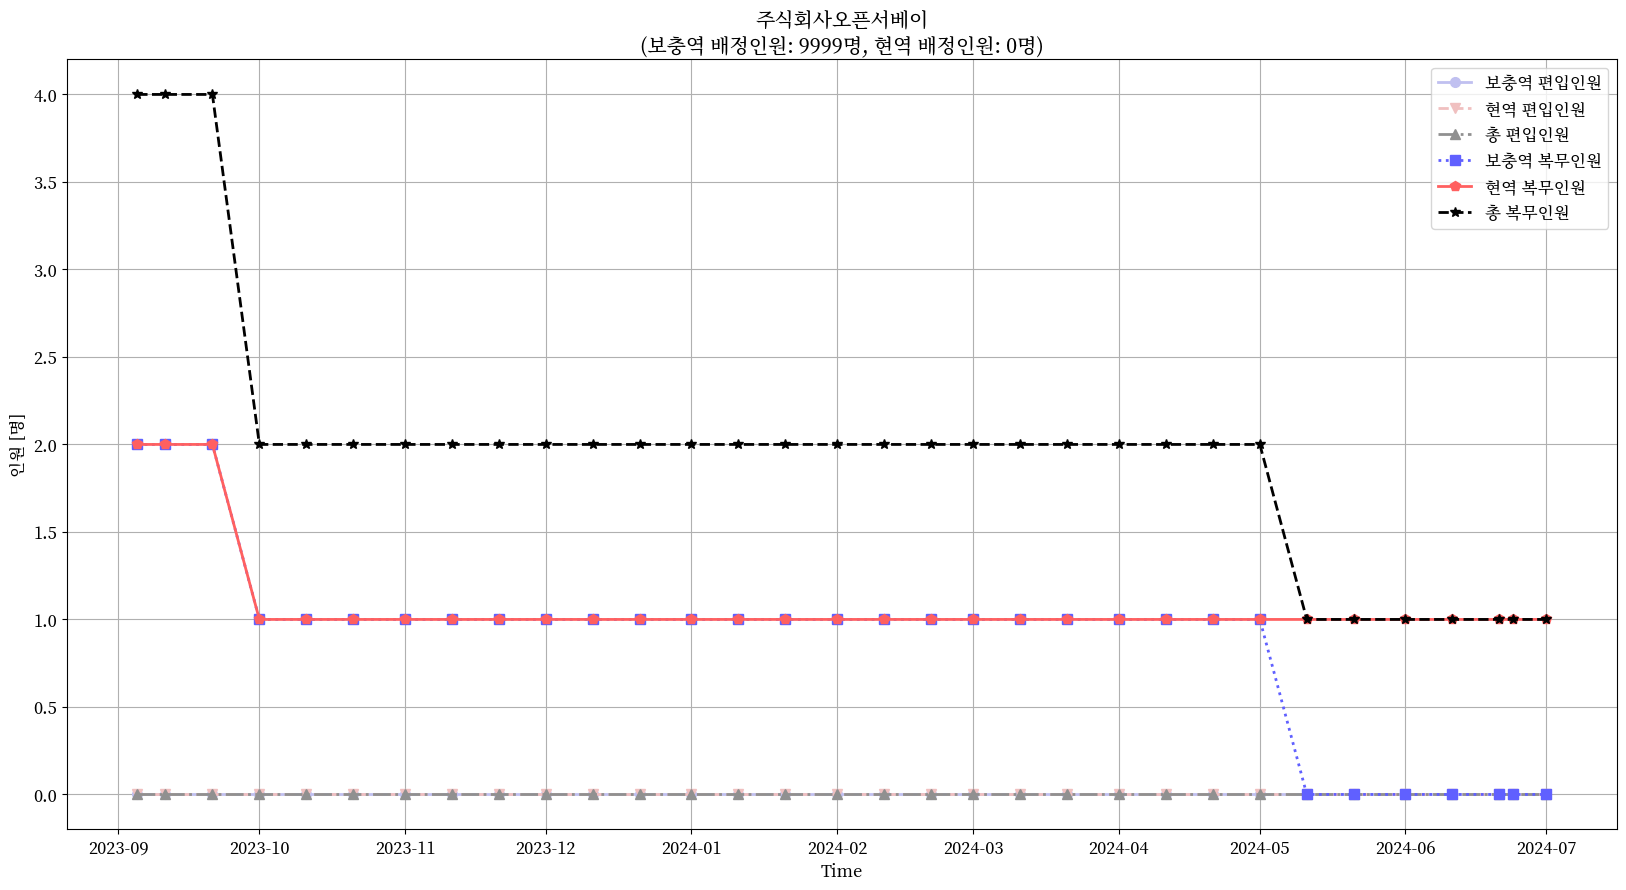 주식회사오픈서베이
(보충역 배정인원: 9999명, 현역 배정인원: 0명)
보충역 편입인원
현역 편입인원
총 편입인원
보충역 복무인원
현역 복무인원
총 복무인원
인원 [명]
4.0
3.5
3.0
2.5
2.0
1.5
1.0
0.5
0.0
2023-09
2023-10
2023-11
2023-12
2024-01
2024-02
2024-03
2024-04
2024-05
2024-06
2024-07
Time